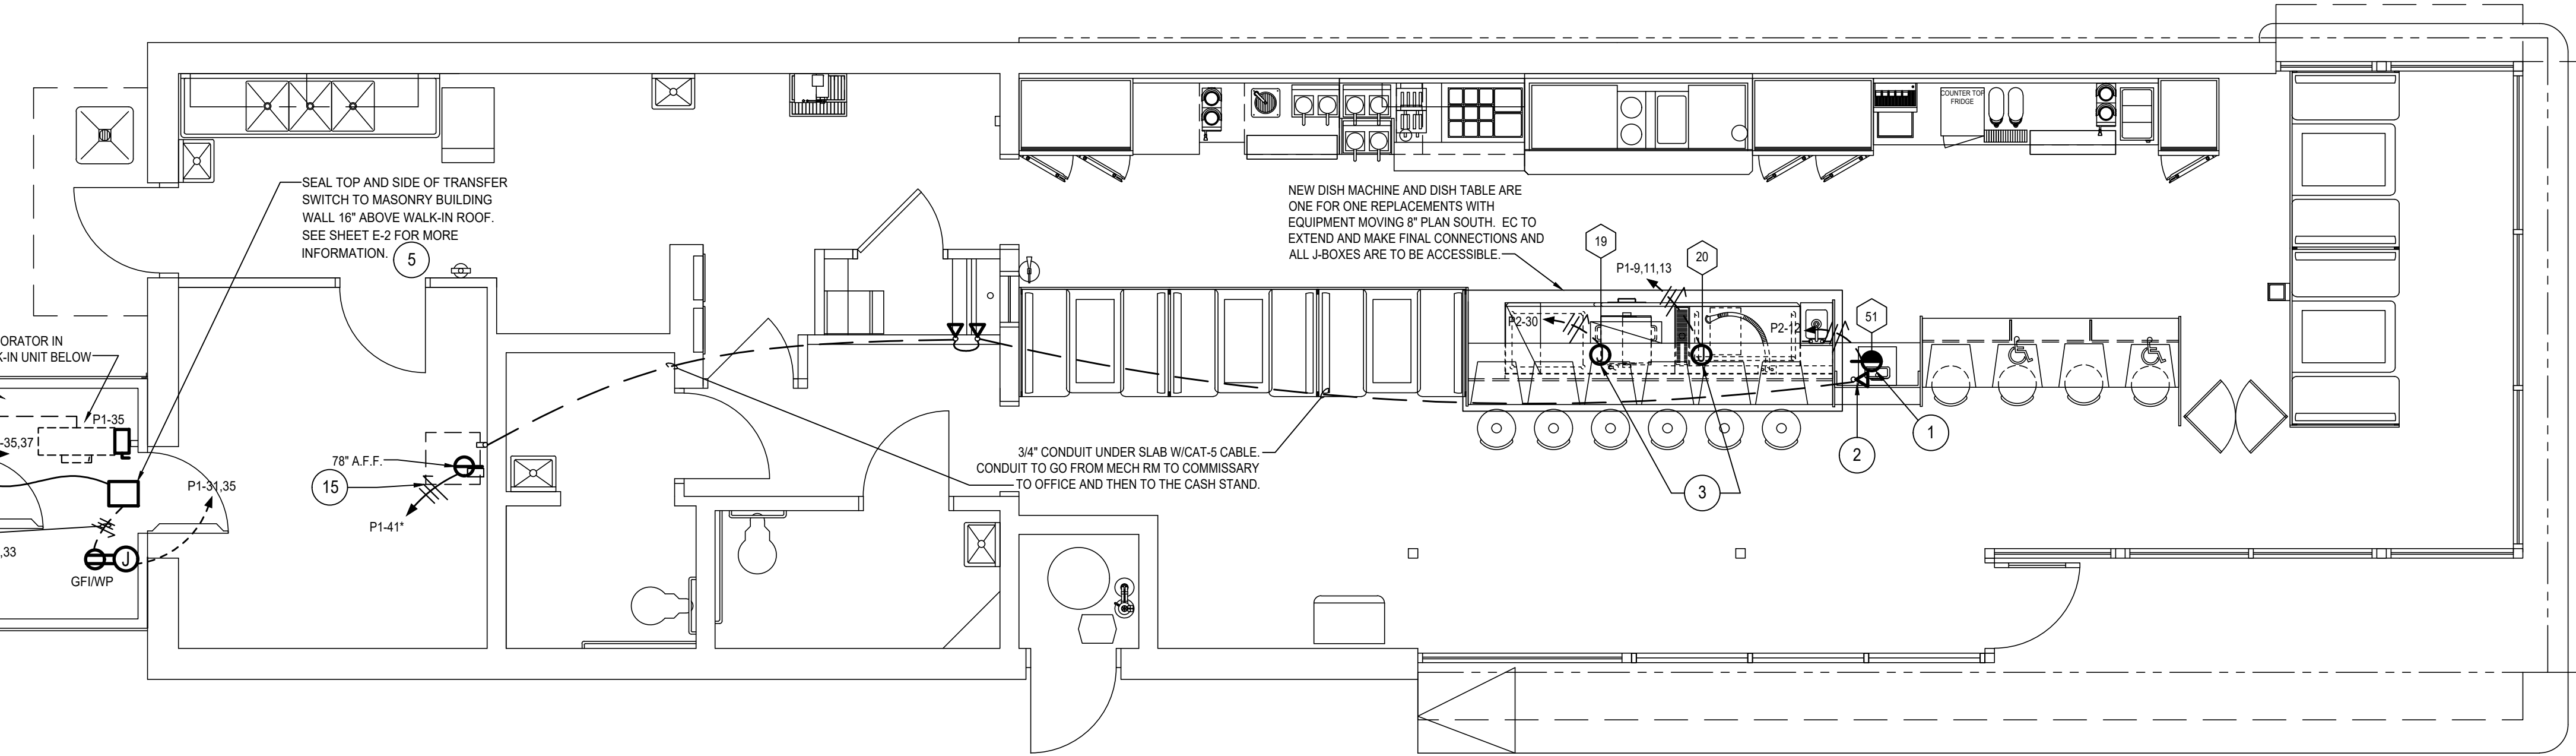 SEAL TOP AND SIDE OF TRANSFER
SWITCH TO MASONRY BUILDING
WALL 16" ABOVE WALK-IN ROOF.
SEE SHEET E-2 FOR MORE
INFORMATION.
5
NEW DISH MACHINE AND DISH TABLE ARE
ONE FOR ONE REPLACEMENTS WITH
EQUIPMENT MOVING 8" PLAN SOUTH.  EC TO
EXTEND AND MAKE FINAL CONNECTIONS AND
ALL J-BOXES ARE TO BE ACCESSIBLE.
COUNTER TOP
FRIDGE
19
20
51
P1-9,11,13
P2-30
P2-12
J
1
2
3
3/4" CONDUIT UNDER SLAB W/CAT-5 CABLE.
CONDUIT TO GO FROM MECH RM TO COMMISSARY
TO OFFICE AND THEN TO THE CASH STAND.
ORATOR IN
K-IN UNIT BELOW
P1-35
-35,37
P1-31,35
78" A.F.F.
15
P1-41*
,33
J
GFI/WP